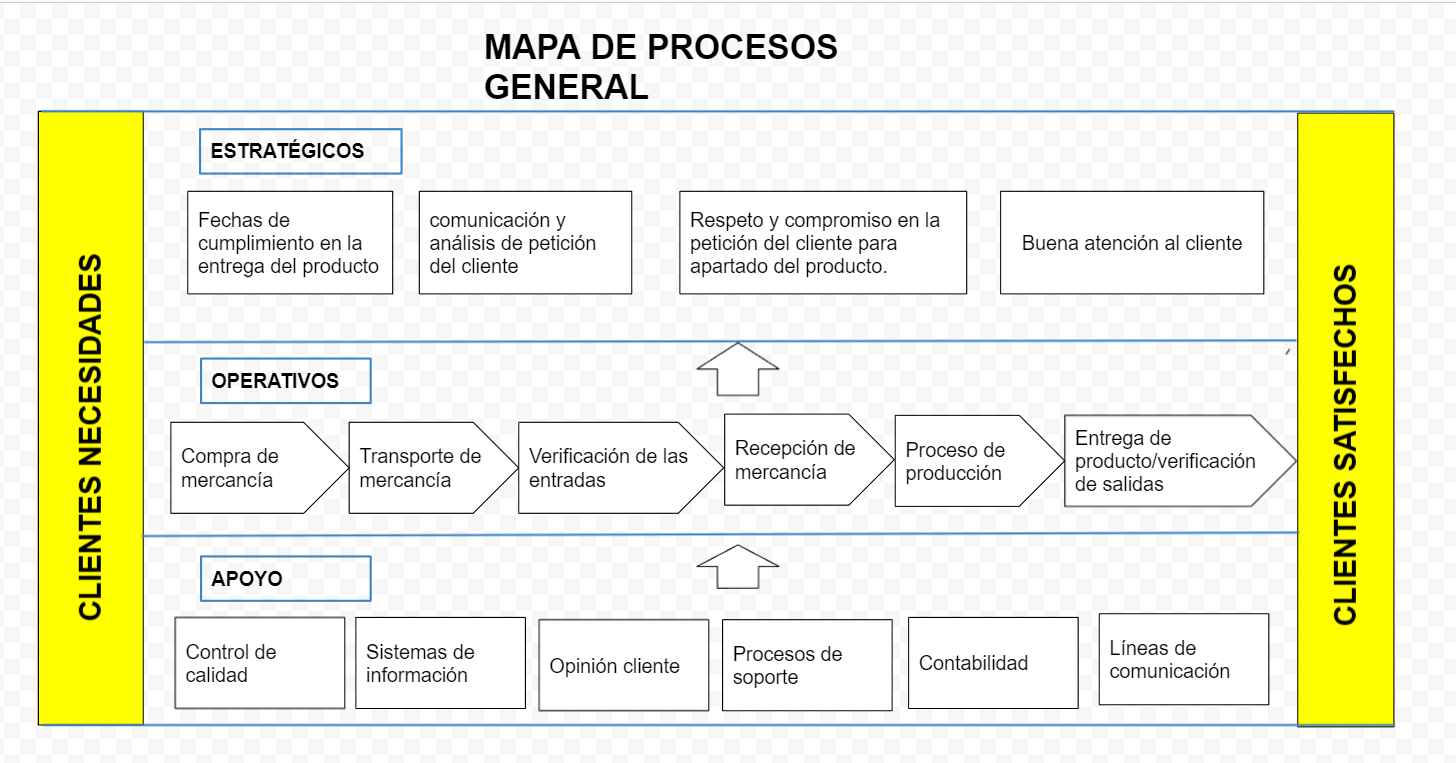 MAPA DE PROCESOS
GENERAL
CLIENTES NECESIDADES
ESTRATÉGICOS
Fechas de
cumplimiento en la
entrega del producto
comunicación y
análisis de petición
del cliente
Respeto y compromiso en la
petición del cliente para
apartado del producto.
Buena atención al cliente
OPERATIVOS
Compra de
mercancía
Transporte de
mercancía
Verificación de las
entradas
Recepción de
mercancía
Proceso de
producción
Entrega de
producto/verificación
de salidas
APOYO
Control de
calidad
Sistemas de
información
Opinión cliente
Procesos de
soporte
Contabilidad
Líneas de
comunicación
CLIENTES SATISFECHOS